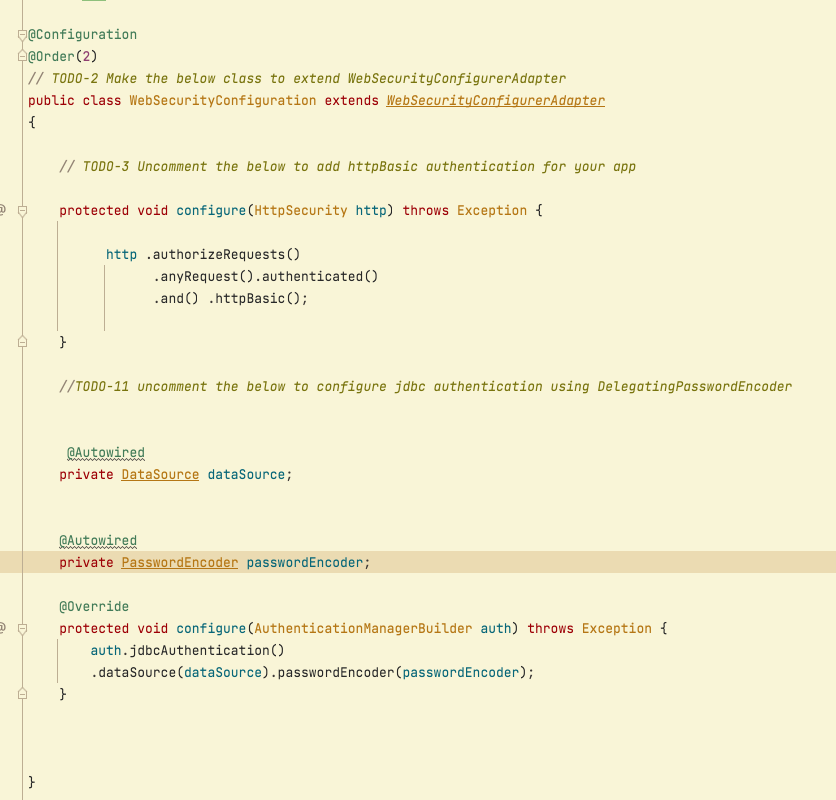 @Configuration
@Order(2)
// TODO-2 Make the below class to extend WebSecurityConfigurerAdapter
public class WebSecurityConfiguration extends WebSecurityConfigurerAdapter
{
// TODO-3 Uncomment the below to add httpBasic authentication for your app
@ protected void configure(HttpSecurity http) throws Exception {
http .authorizeRequests()
.anyRequest().authenticated()
.and() .httpBasic();
}
//TODO-11 uncomment the below to configure jdbc authentication using DelegatingPasswordEncoder
@Autowired
private DataSource dataSource;
@Autowired
private PasswordEncoder passwordEncoder;
@Override
@ protected void configure(AuthenticationManagerBuilder auth) throws Exception {
auth.jdbcAuthentication()
.dataSource(dataSource).passwordEncoder(passwordEncoder);
}
}